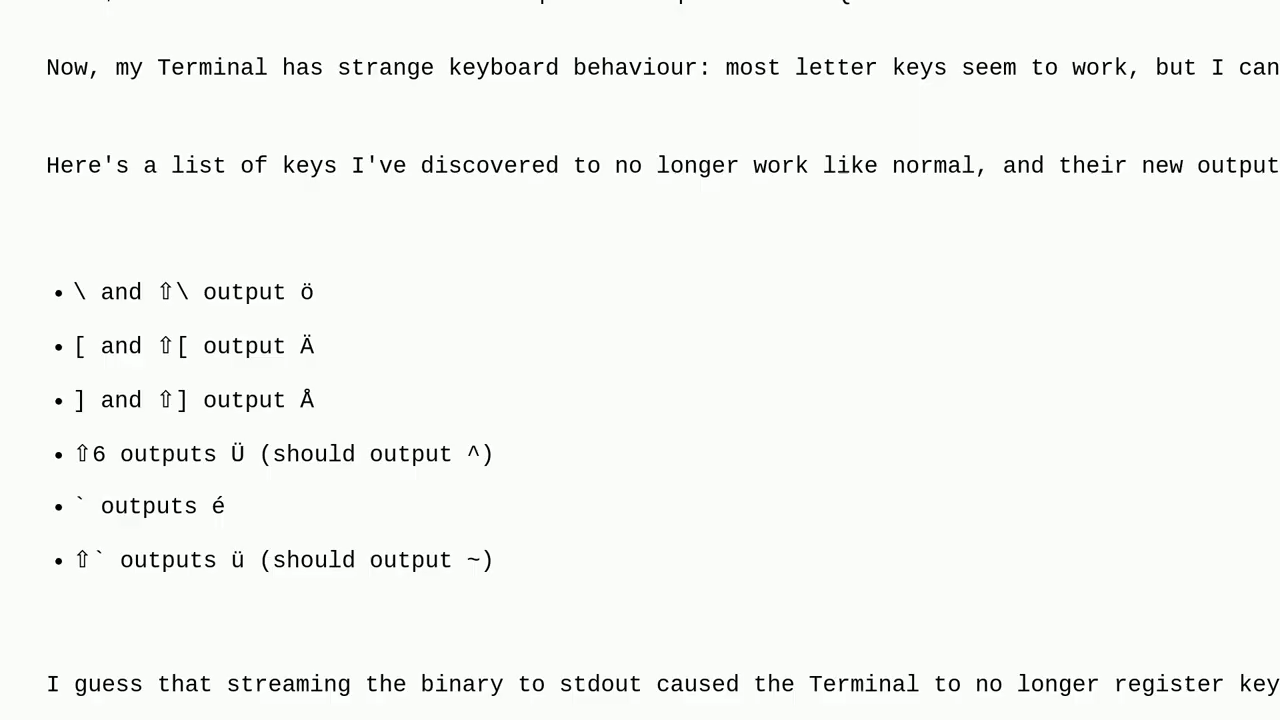 Now, my Terminal has strange keyboard behaviour: most letter keys seem to work, but I can
Here's a list of keys I've discovered to no longer work like normal, and their new output
• \ and ⇧\ output ö
• [ and ⇧[ output Ä
• ] and ⇧] output Å
• ⇧6 outputs Ü (should output ^)
• ` outputs é
• ⇧` outputs ü (should output ~)
I guess that streaming the binary to stdout caused the Terminal to no longer register key